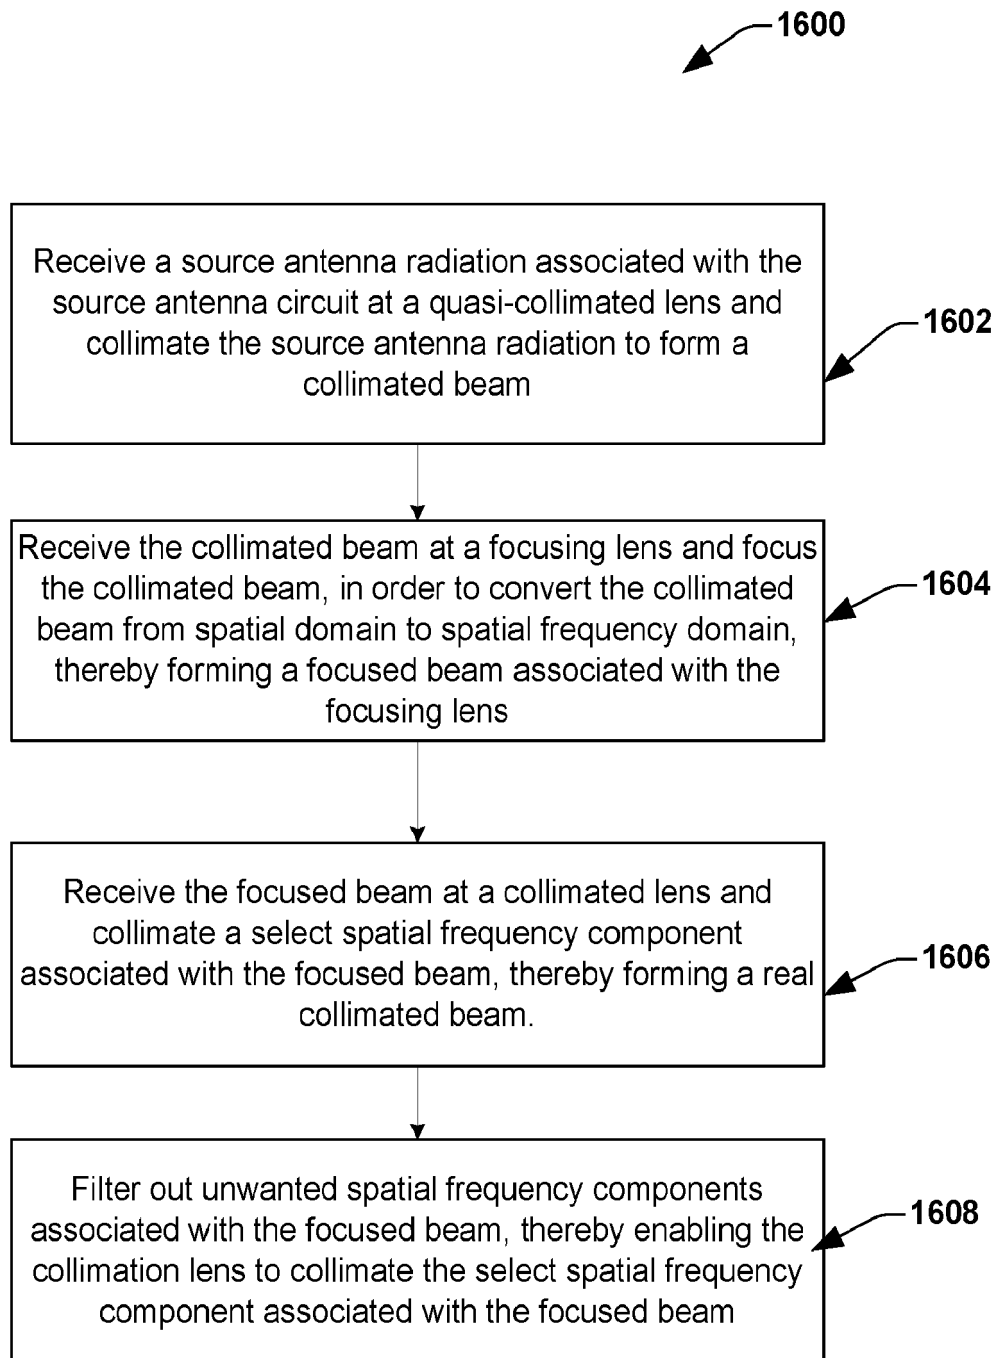 1600
Receive a source antenna radiation associated with the
source antenna circuit at a quasi-collimated lens and
collimate the source antenna radiation to form a
collimated beam
1602
Receive the collimated beam at a focusing lens and focus
the collimated beam, in order to convert the collimated
beam from spatial domain to spatial frequency domain,
thereby forming a focused beam associated with the
focusing lens
1604
Receive the focused beam at a collimated lens and
collimate a select spatial frequency component
associated with the focused beam, thereby forming a real
collimated beam.
1606
Filter out unwanted spatial frequency components
associated with the focused beam, thereby enabling the
collimation lens to collimate the select spatial frequency
component associated with the focused beam
1608